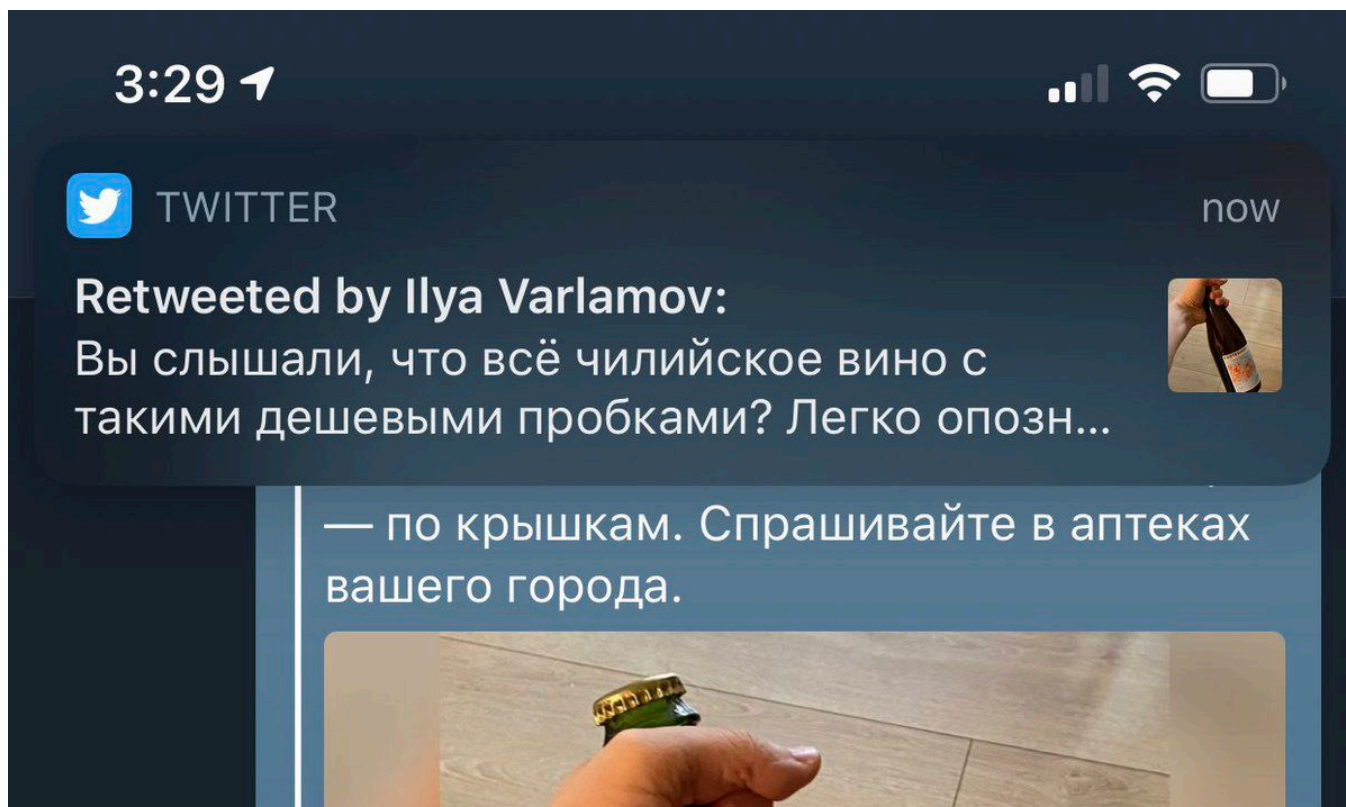 3:29
TWITTER
now
Retweeted by Ilya Varlamov:
Вы слышали, что всё чилийское вино с
такими дешевыми пробками? Легко опозн...
— по крышкам. Спрашивайте в аптеках
вашего города.